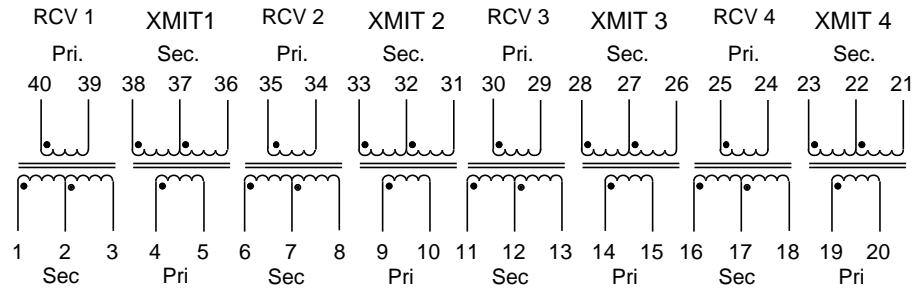 RCV 1 XMIT1 RCV 2 XMIT 2 RCV 3 XMIT 3 RCV 4 XMIT 4
Pri. Sec. Pri. Sec. Pri. Sec. Pri. Sec.
40 39 38 37 36 35 34 33 32 31 30 29 28 27 26 25 24 23 22 21
1 2 3 4 5 6 7 8 9 10 11 12 13 14 15 16 17 18 19 20
Sec Pri Sec Pri Sec Pri Sec Pri